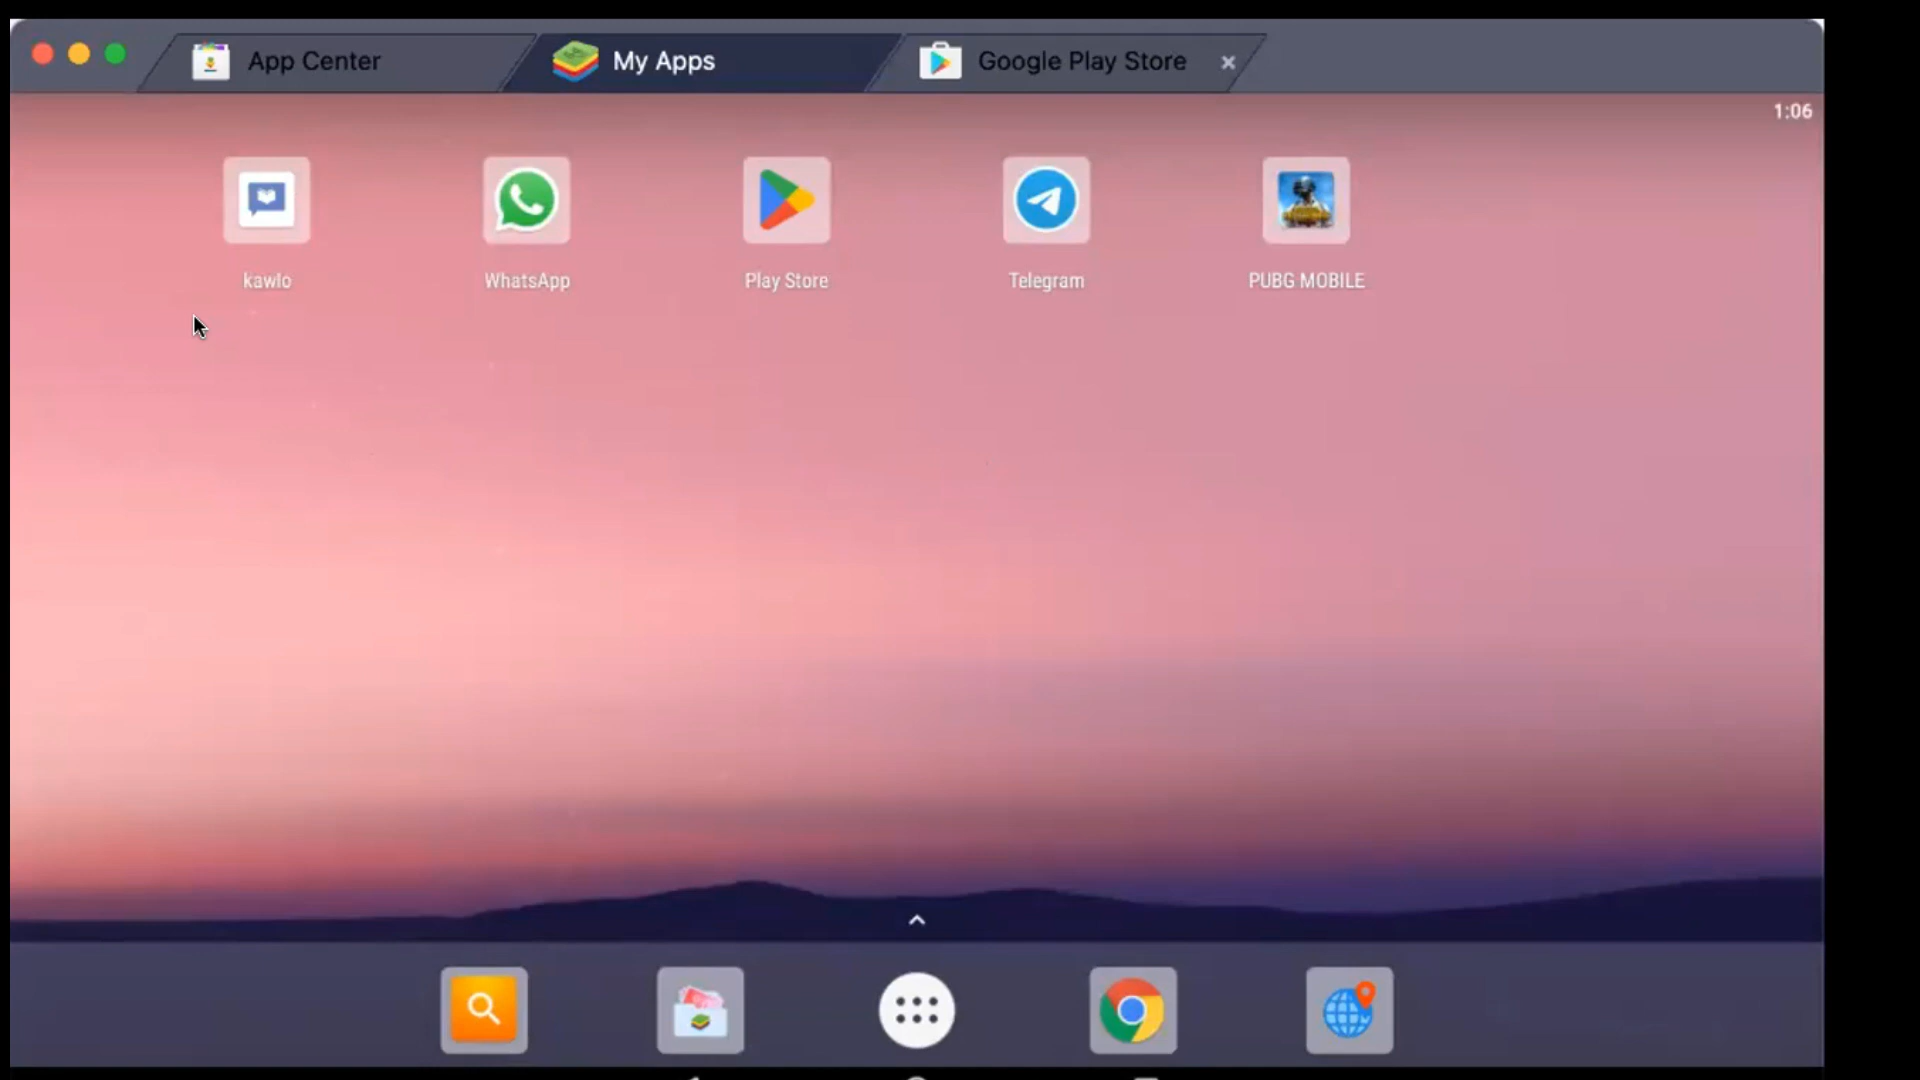 App Center
My Apps
Google Play Store
1:06
kawlo
WhatsApp
Play Store
Telegram
PUBG MOBILE